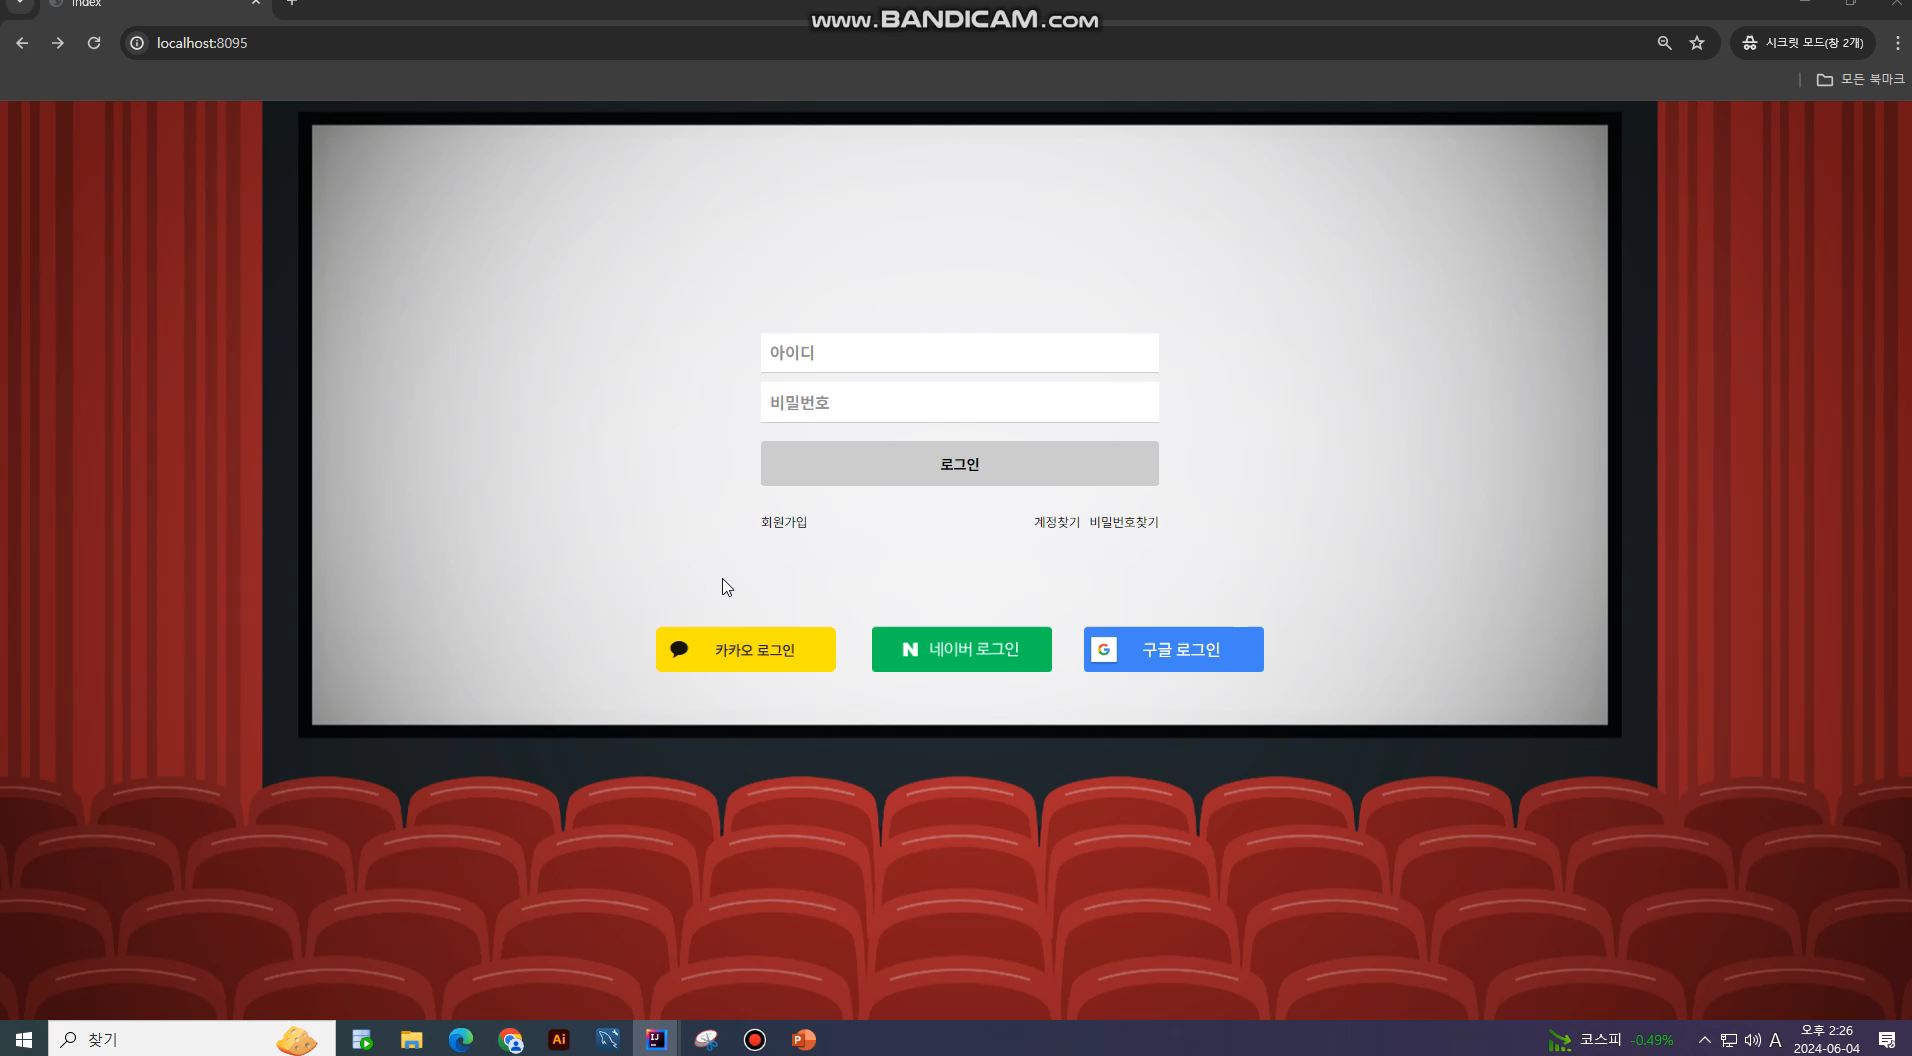 Index
www.BANDICAM.com
localhost:8095
시크릿 모드(창 2개)
모든 북마크
아이디
비밀번호
로그인
회원가입
계정찾기 비밀번호찾기
카카오 로그인
N 네이버 로그인
G 구글 로그인
찾기
Ai
IJ
P
코스피 -0.49%
A
오후 2:26
2024-06-04